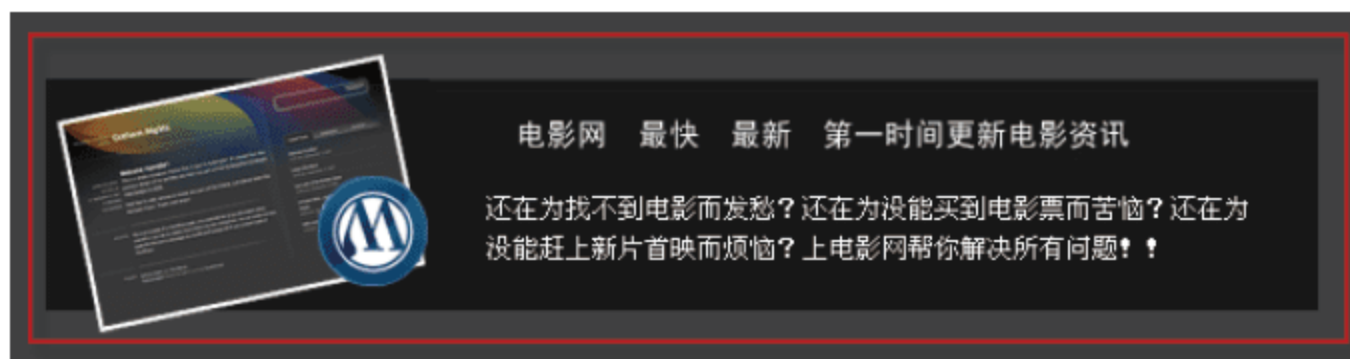 电影网 最快 最新 第一时间更新电影资讯
还在为找不到电影而发愁？还在为没能买到电影票而苦恼？还在为
没能赶上新片首映而烦恼？上电影网帮你解决所有问题！！